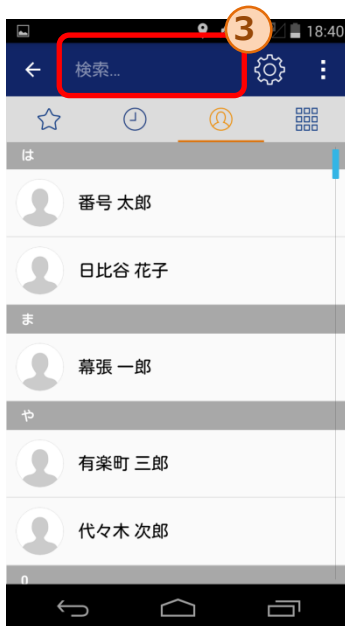 3
18:40
検索...
は
番号 太郎
日比谷 花子
ま
幕張 一郎
や
有楽町 三郎
代々木 次郎
0